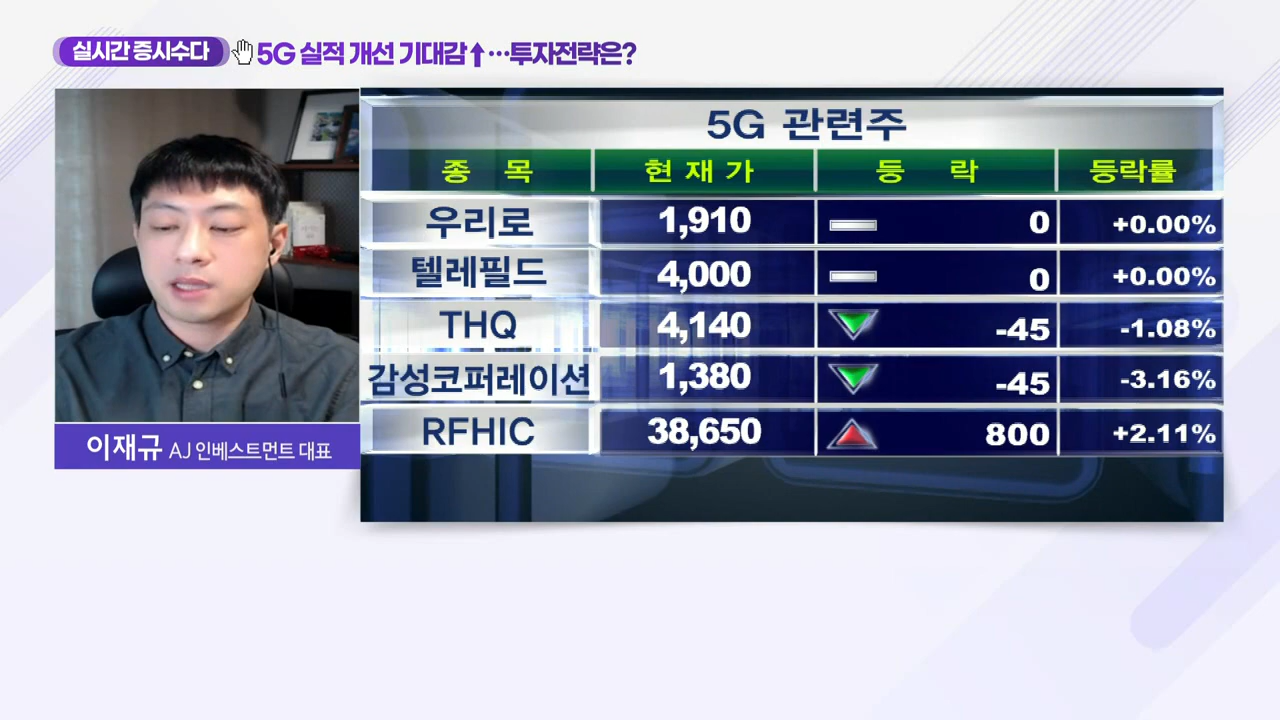 실시간 증시수다 5G 실적 개선 기대감↑…투자전략은?
5G 관련주
종 목 현재가 등 락 등락률
우리로 1,910 0 +0.00%
텔레필드 4,000 0 +0.00%
THQ 4,140 -45 -1.08%
감성코퍼레이션 1,380 -45 -3.16%
RFHIC 38,650 800 +2.11%
이재규 AJ 인베스트먼트 대표